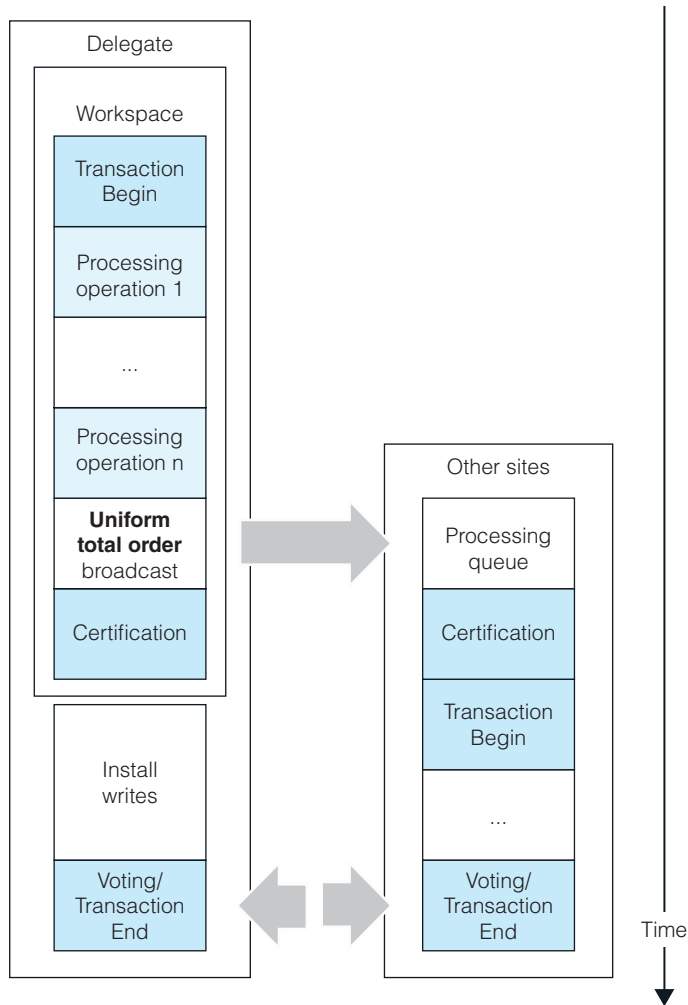 Delegate
Workspace
Transaction
Begin
Processing
operation 1
...
Processing
operation n
Uniform
total order
broadcast
Certification
Install
writes
Voting/
Transaction
End
Other sites
Processing
queue
Certification
Transaction
Begin
...
Voting/
Transaction
End
Time